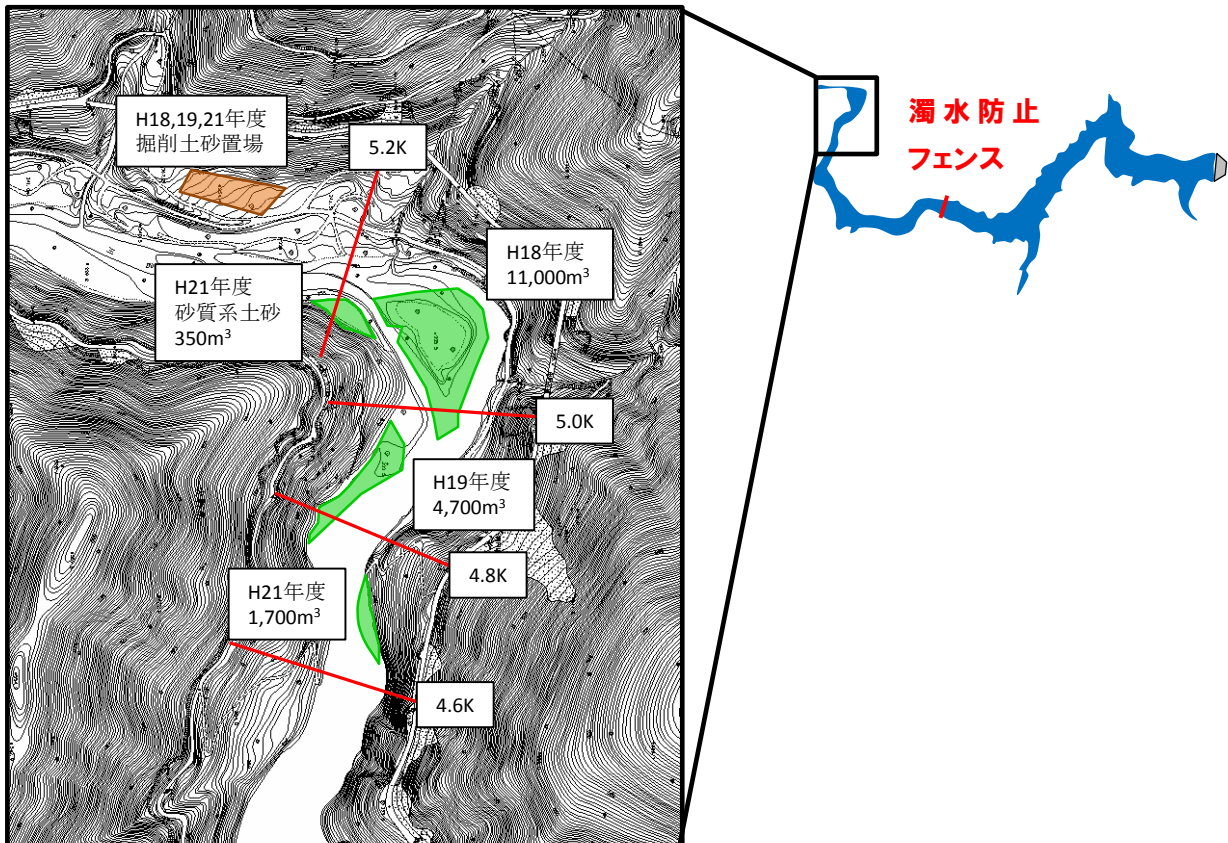 H18,19,21年度
掘削土砂置場
5.2K
濁水防止
フェンス
H18年度
11,000m³
H21年度
砂質系土砂
350m³
5.0K
H19年度
4,700m³
4.8K
H21年度
1,700m³
4.6K